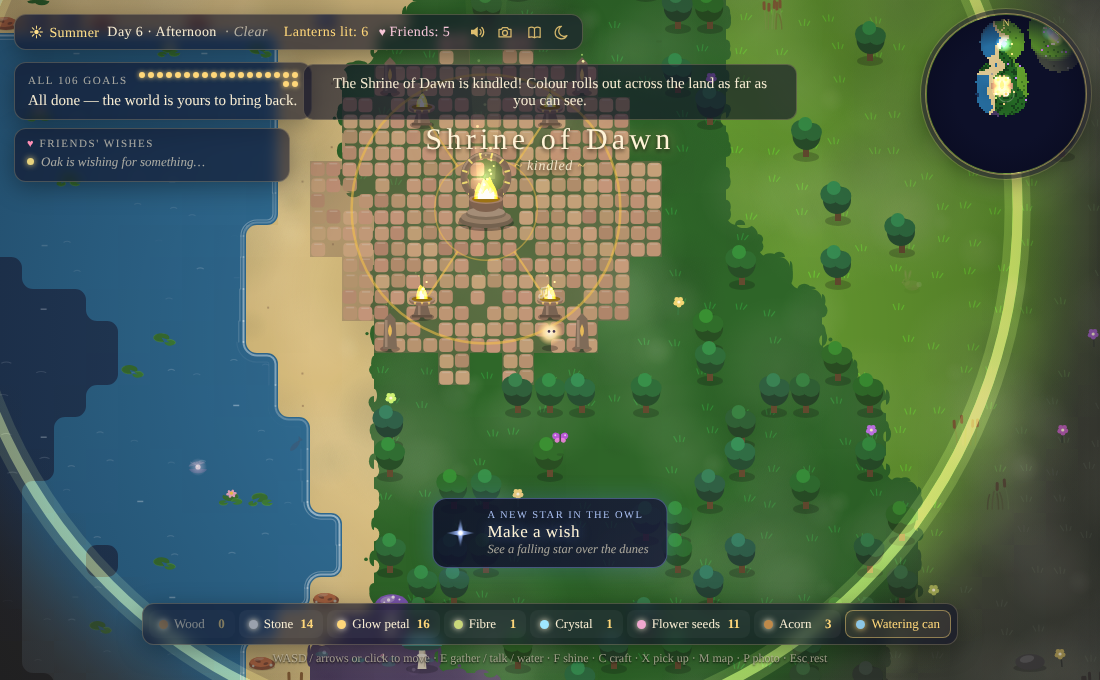 Summer Day 6 · Afternoon · Clear Lanterns lit: 6 ♥ Friends: 5
N
ALL 106 GOALS
All done — the world is yours to bring back.
The Shrine of Dawn is kindled! Colour rolls out across the land as far as
you can see.
♥ FRIENDS' WISHES
Oak is wishing for something…
Shrine of Dawn
kindled
A NEW STAR IN THE OWL
Make a wish
See a falling star over the dunes
Wood 0 Stone 14 Glow petal 16 Fibre 1 Crystal 1 Flower seeds 11 Acorn 3 Watering can
WASD / arrows or click to move · E gather / talk / water · F shine · C craft · X pick up · M map · P photo · Esc rest